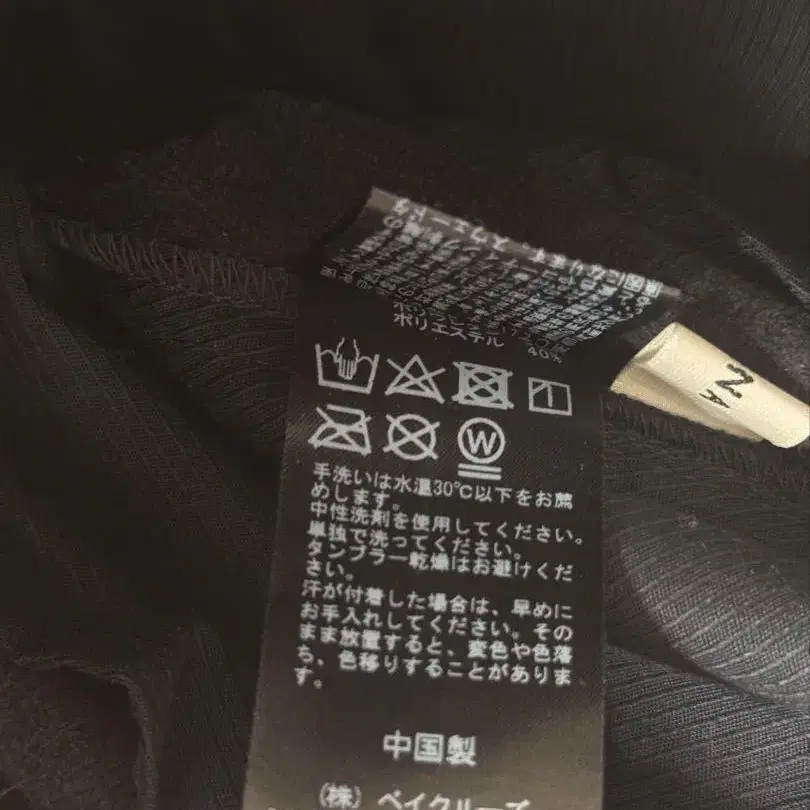 ポリエステル 40%
W
手洗いは水温30℃以下をお薦
めします。
中性洗剤を使用してください。
単独で洗ってください。
タンブラー乾燥はお避けくだ
さい。
汗が付着した場合は、早めに
お手入れしてください。その
まま放置すると、変色や色落
ち、色移りすることがありま
す。
中国製
(株) ベイクルーズ